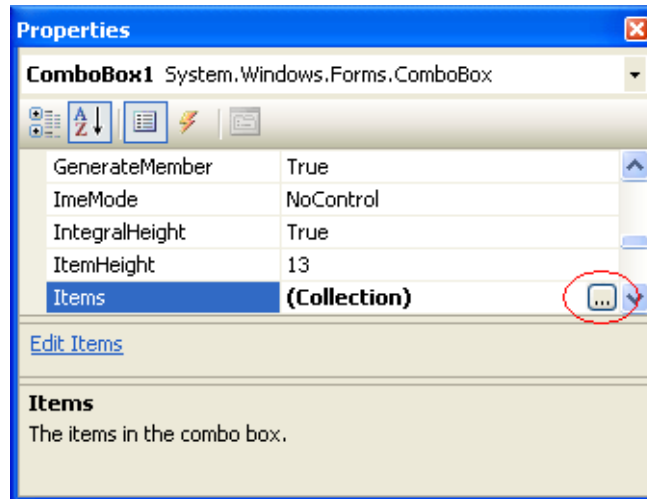 Properties
ComboBox1 System.Windows.Forms.ComboBox
A
Z
GenerateMember True
ImeMode NoControl
IntegralHeight True
ItemHeight 13
Items (Collection) ...
Edit Items
Items
The items in the combo box.